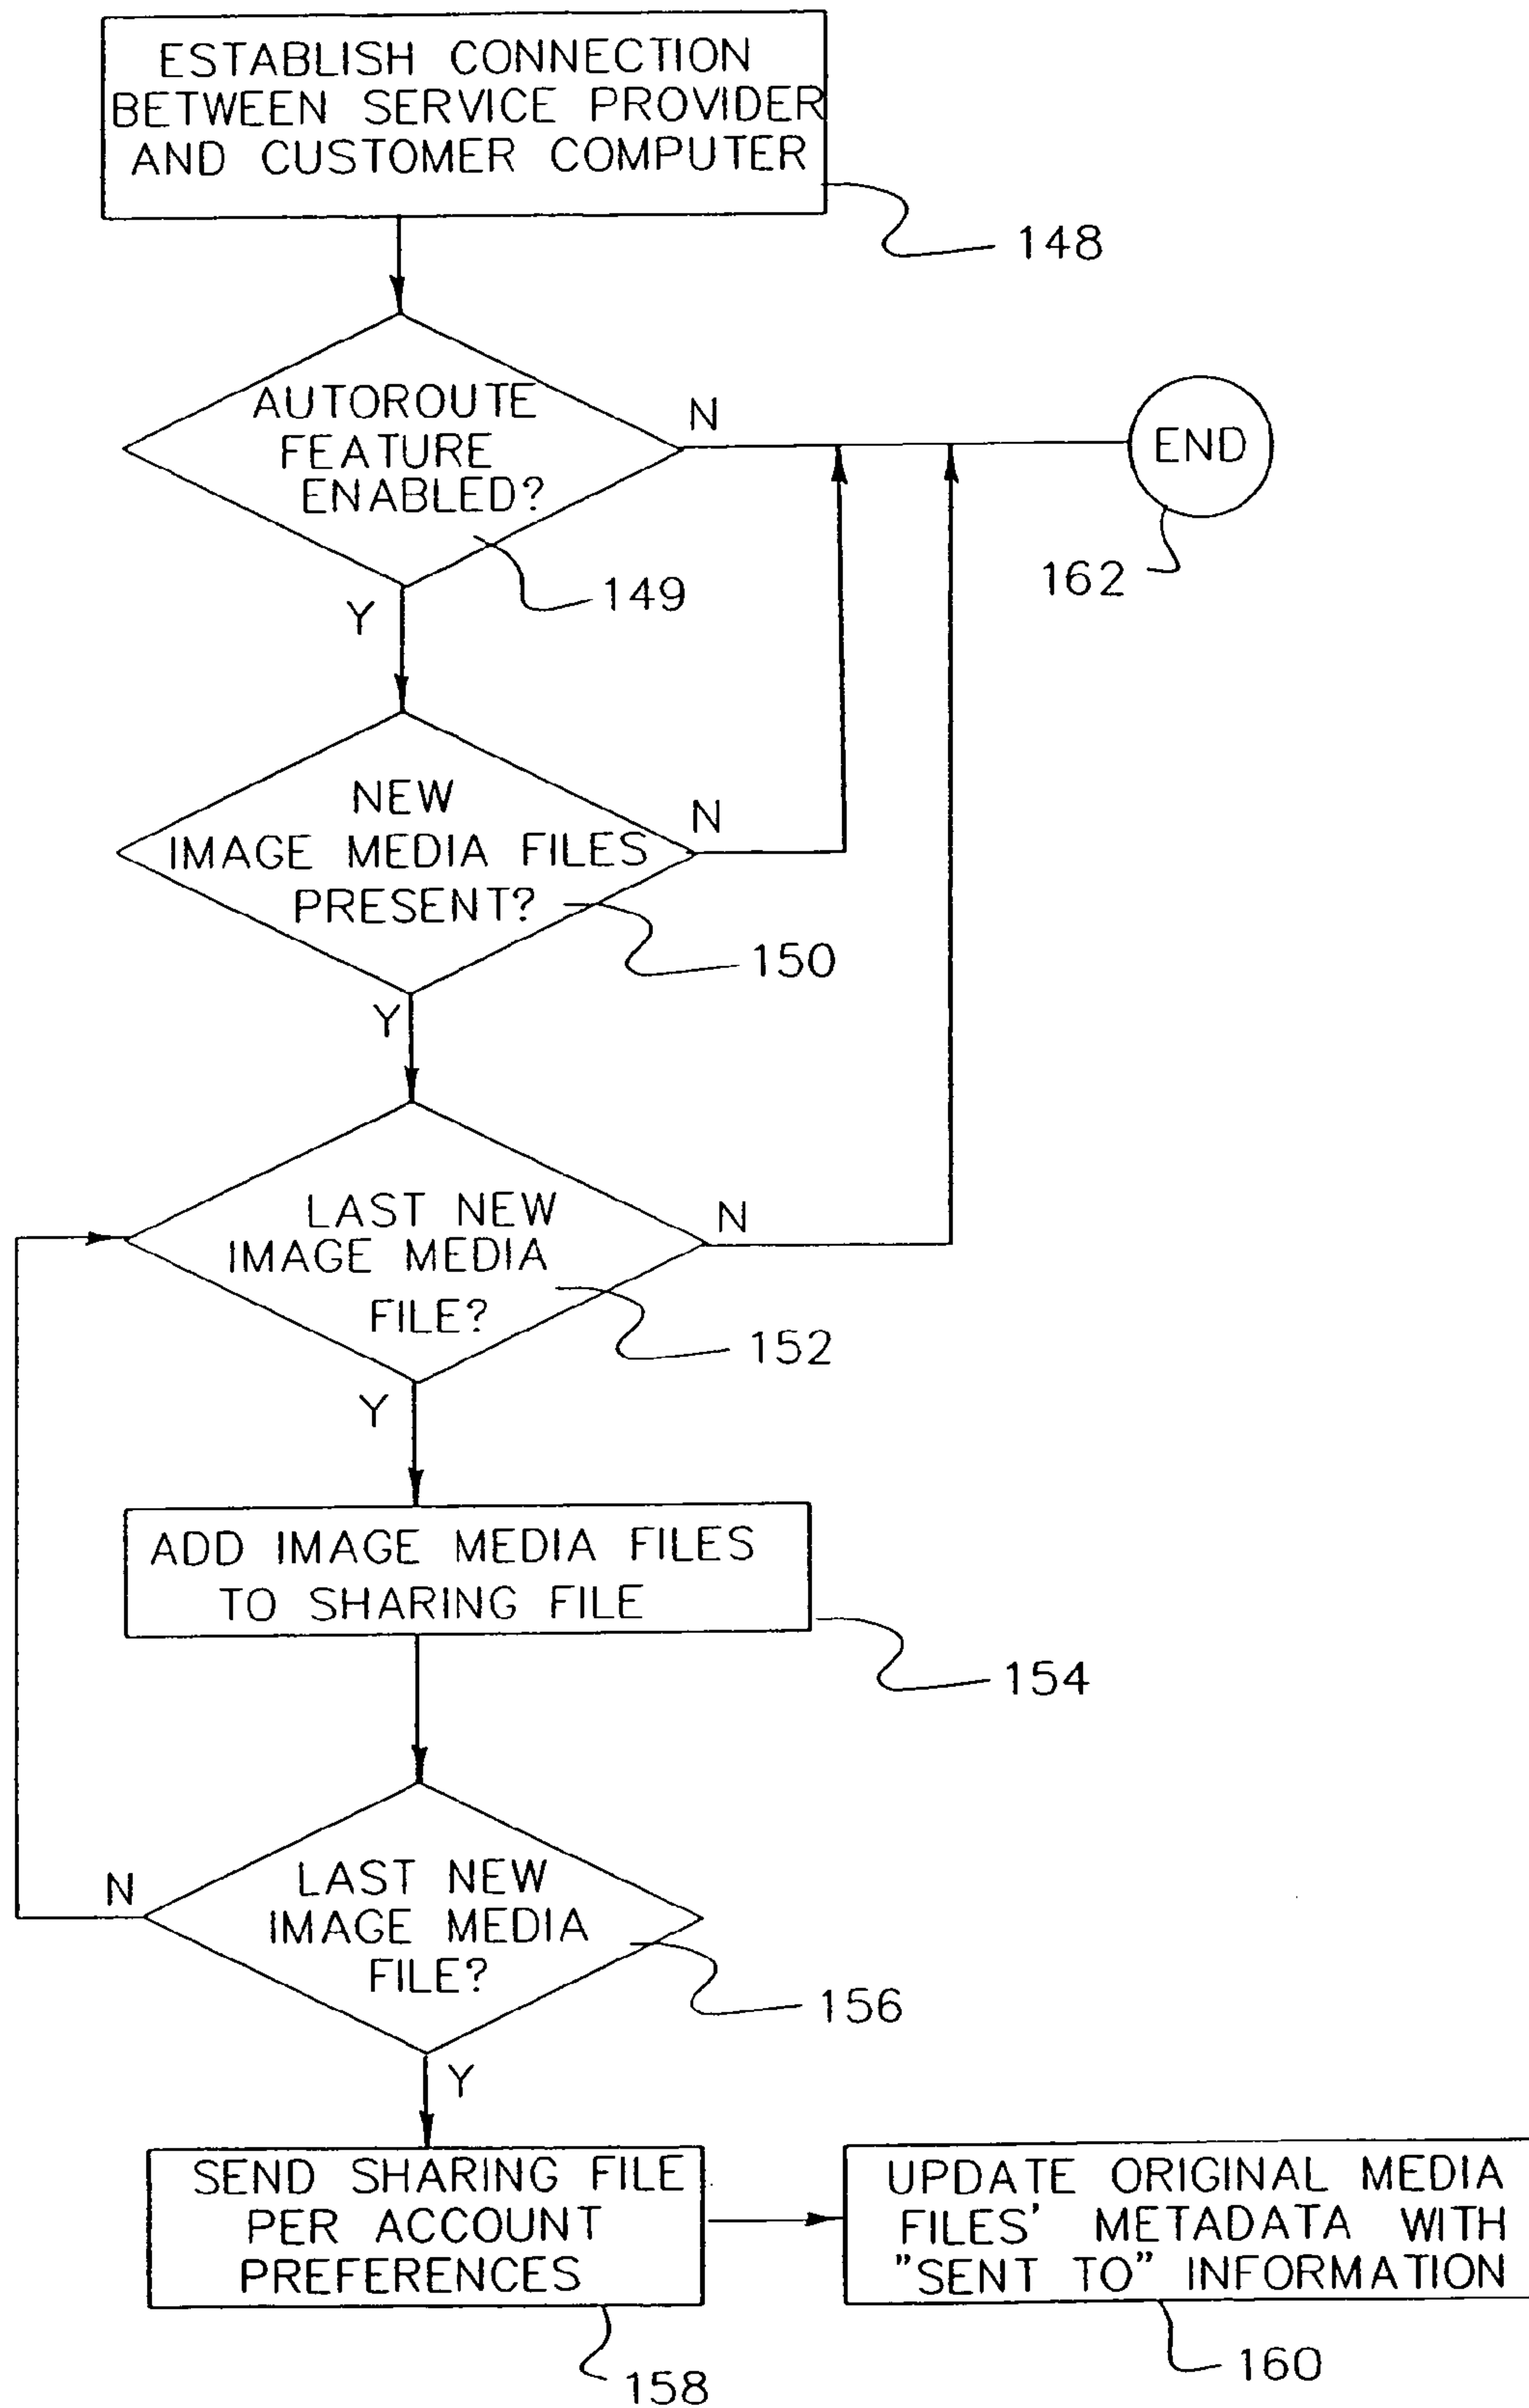 ESTABLISH CONNECTION
BETWEEN SERVICE PROVIDER
AND CUSTOMER COMPUTER
148
AUTOROUTE
FEATURE
ENABLED?
N
END
149
162
Y
NEW
IMAGE MEDIA FILES
PRESENT?
N
150
Y
LAST NEW
IMAGE MEDIA
FILE?
N
152
Y
ADD IMAGE MEDIA FILES
TO SHARING FILE
154
N
LAST NEW
IMAGE MEDIA
FILE?
156
Y
SEND SHARING FILE
PER ACCOUNT
PREFERENCES
158
UPDATE ORIGINAL MEDIA
FILES' METADATA WITH
"SENT TO" INFORMATION
160